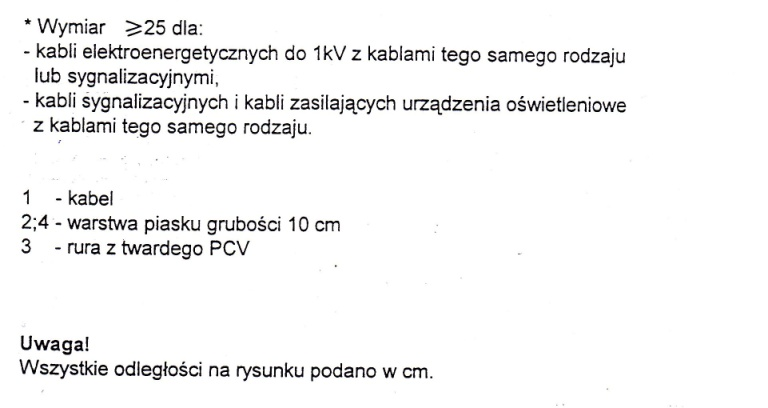 * Wymiar ⩾25 dla:
- kabli elektroenergetycznych do 1kV z kablami tego samego rodzaju
lub sygnalizacyjnymi,
- kabli sygnalizacyjnych i kabli zasilających urządzenia oświetleniowe
z kablami tego samego rodzaju.
1 - kabel
2;4 - warstwa piasku grubości 10 cm
3 - rura z twardego PCV
Uwaga!
Wszystkie odległości na rysunku podano w cm.